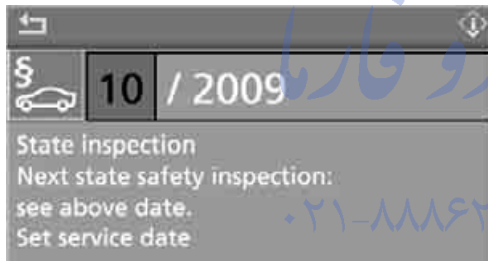 §
10 / 2009
State inspection
Next state safety inspection:
see above date.
Set service date